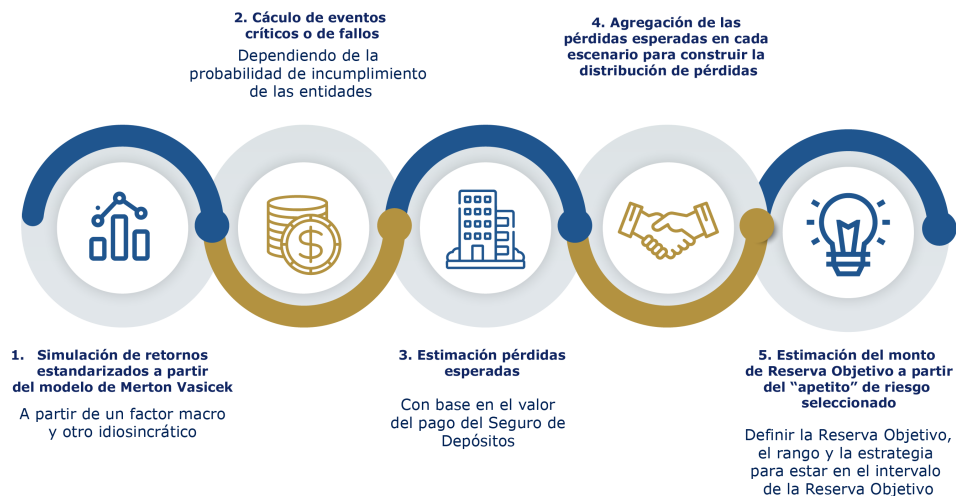 1. Simulación de retornos
estandarizados a partir
del modelo de Merton Vasicek
A partir de un factor macro
y otro idiosincrático
2. Cáculo de eventos
críticos o de fallos
Dependiendo de la
probabilidad de incumplimiento
de las entidades
$
3. Estimación pérdidas
esperadas
Con base en el valor
del pago del Seguro de
Depósitos
4. Agregación de las
pérdidas esperadas en cada
escenario para construir la
distribución de pérdidas
5. Estimación del monto
de Reserva Objetivo a partir
del “apetito” de riesgo
seleccionado
Definir la Reserva Objetivo,
el rango y la estrategia
para estar en el intervalo
de la Reserva Objetivo